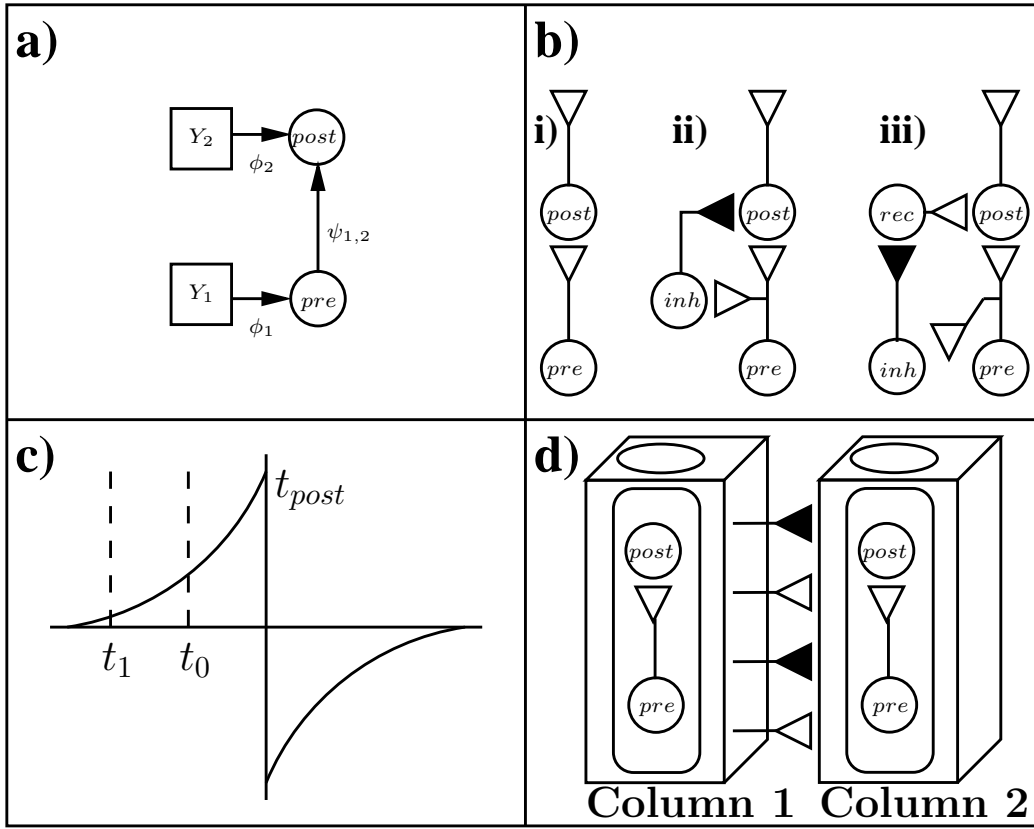 a)
Y₂
post
ϕ₂
ψ₁,₂
Y₁
pre
ϕ₁
b)
i)
post
pre
ii)
post
inh
pre
iii)
rec
post
inh
pre
c)
t_post
t₁
t₀
d)
post
pre
Column 1
post
pre
Column 2